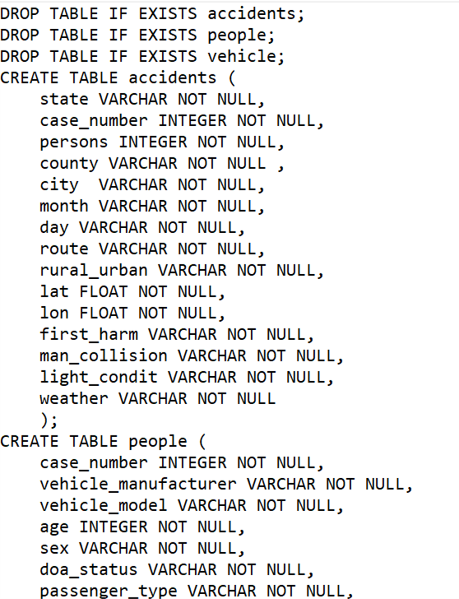 DROP TABLE IF EXISTS accidents;
DROP TABLE IF EXISTS people;
DROP TABLE IF EXISTS vehicle;
CREATE TABLE accidents (
    state VARCHAR NOT NULL,
    case_number INTEGER NOT NULL,
    persons INTEGER NOT NULL,
    county VARCHAR NOT NULL ,
    city  VARCHAR NOT NULL,
    month VARCHAR NOT NULL,
    day VARCHAR NOT NULL,
    route VARCHAR NOT NULL,
    rural_urban VARCHAR NOT NULL,
    lat FLOAT NOT NULL,
    lon FLOAT NOT NULL,
    first_harm VARCHAR NOT NULL,
    man_collision VARCHAR NOT NULL,
    light_condit VARCHAR NOT NULL,
    weather VARCHAR NOT NULL
    );
CREATE TABLE people (
    case_number INTEGER NOT NULL,
    vehicle_manufacturer VARCHAR NOT NULL,
    vehicle_model VARCHAR NOT NULL,
    age INTEGER NOT NULL,
    sex VARCHAR NOT NULL,
    doa_status VARCHAR NOT NULL,
    passenger_type VARCHAR NOT NULL,